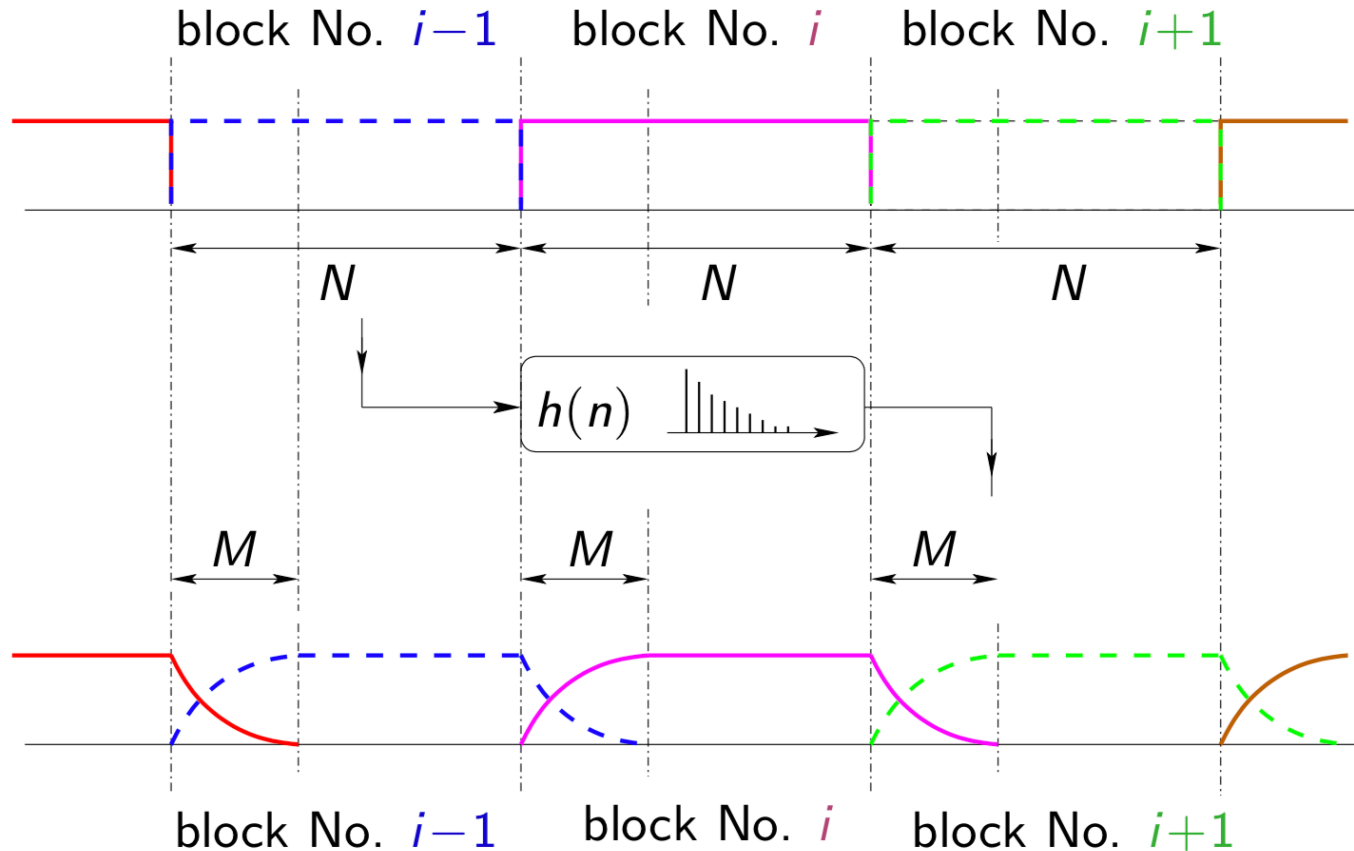 block No. i−1 block No. i block No. i+1
N N N
h(n)
M M M
block No. i−1 block No. i block No. i+1